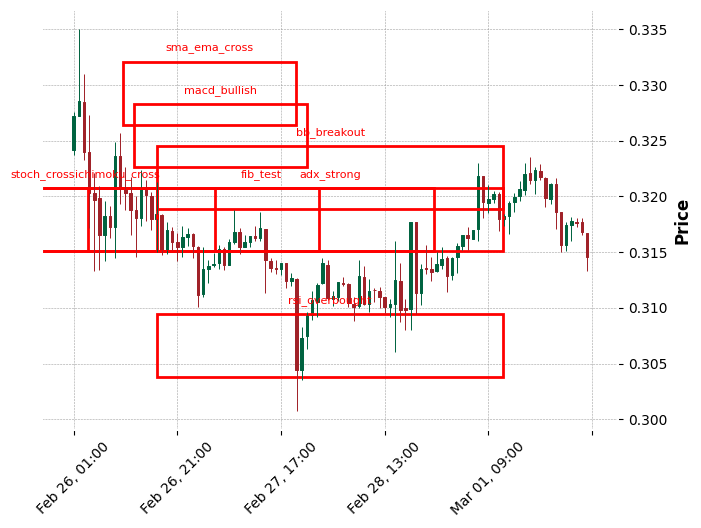 sma_ema_cross
macd_bullish
bb_breakout
stoch_cross
ichimoku_cross
fib_test
adx_strong
0.335
0.330
0.325
0.320
0.315
0.310
0.305
0.300
Price
Feb 26, 01:00
Feb 26, 21:00
Feb 27, 17:00
Feb 28, 13:00
Mar 01, 09:00